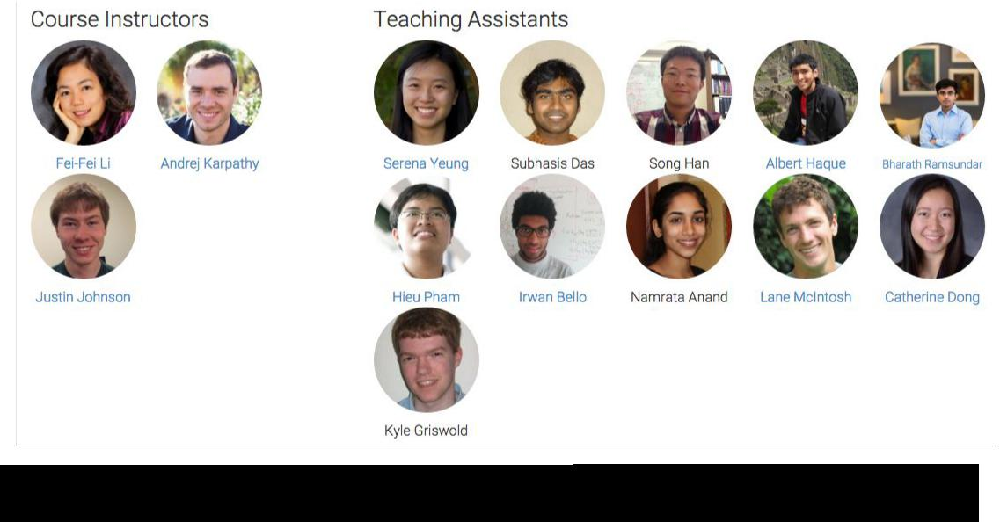 Course Instructors
Teaching Assistants
Fei-Fei Li
Andrej Karpathy
Serena Yeung
Subhasis Das
Song Han
Albert Haque
Bharath Ramsundar
Justin Johnson
Hieu Pham
Irwan Bello
Namrata Anand
Lane McIntosh
Catherine Dong
Kyle Griswold